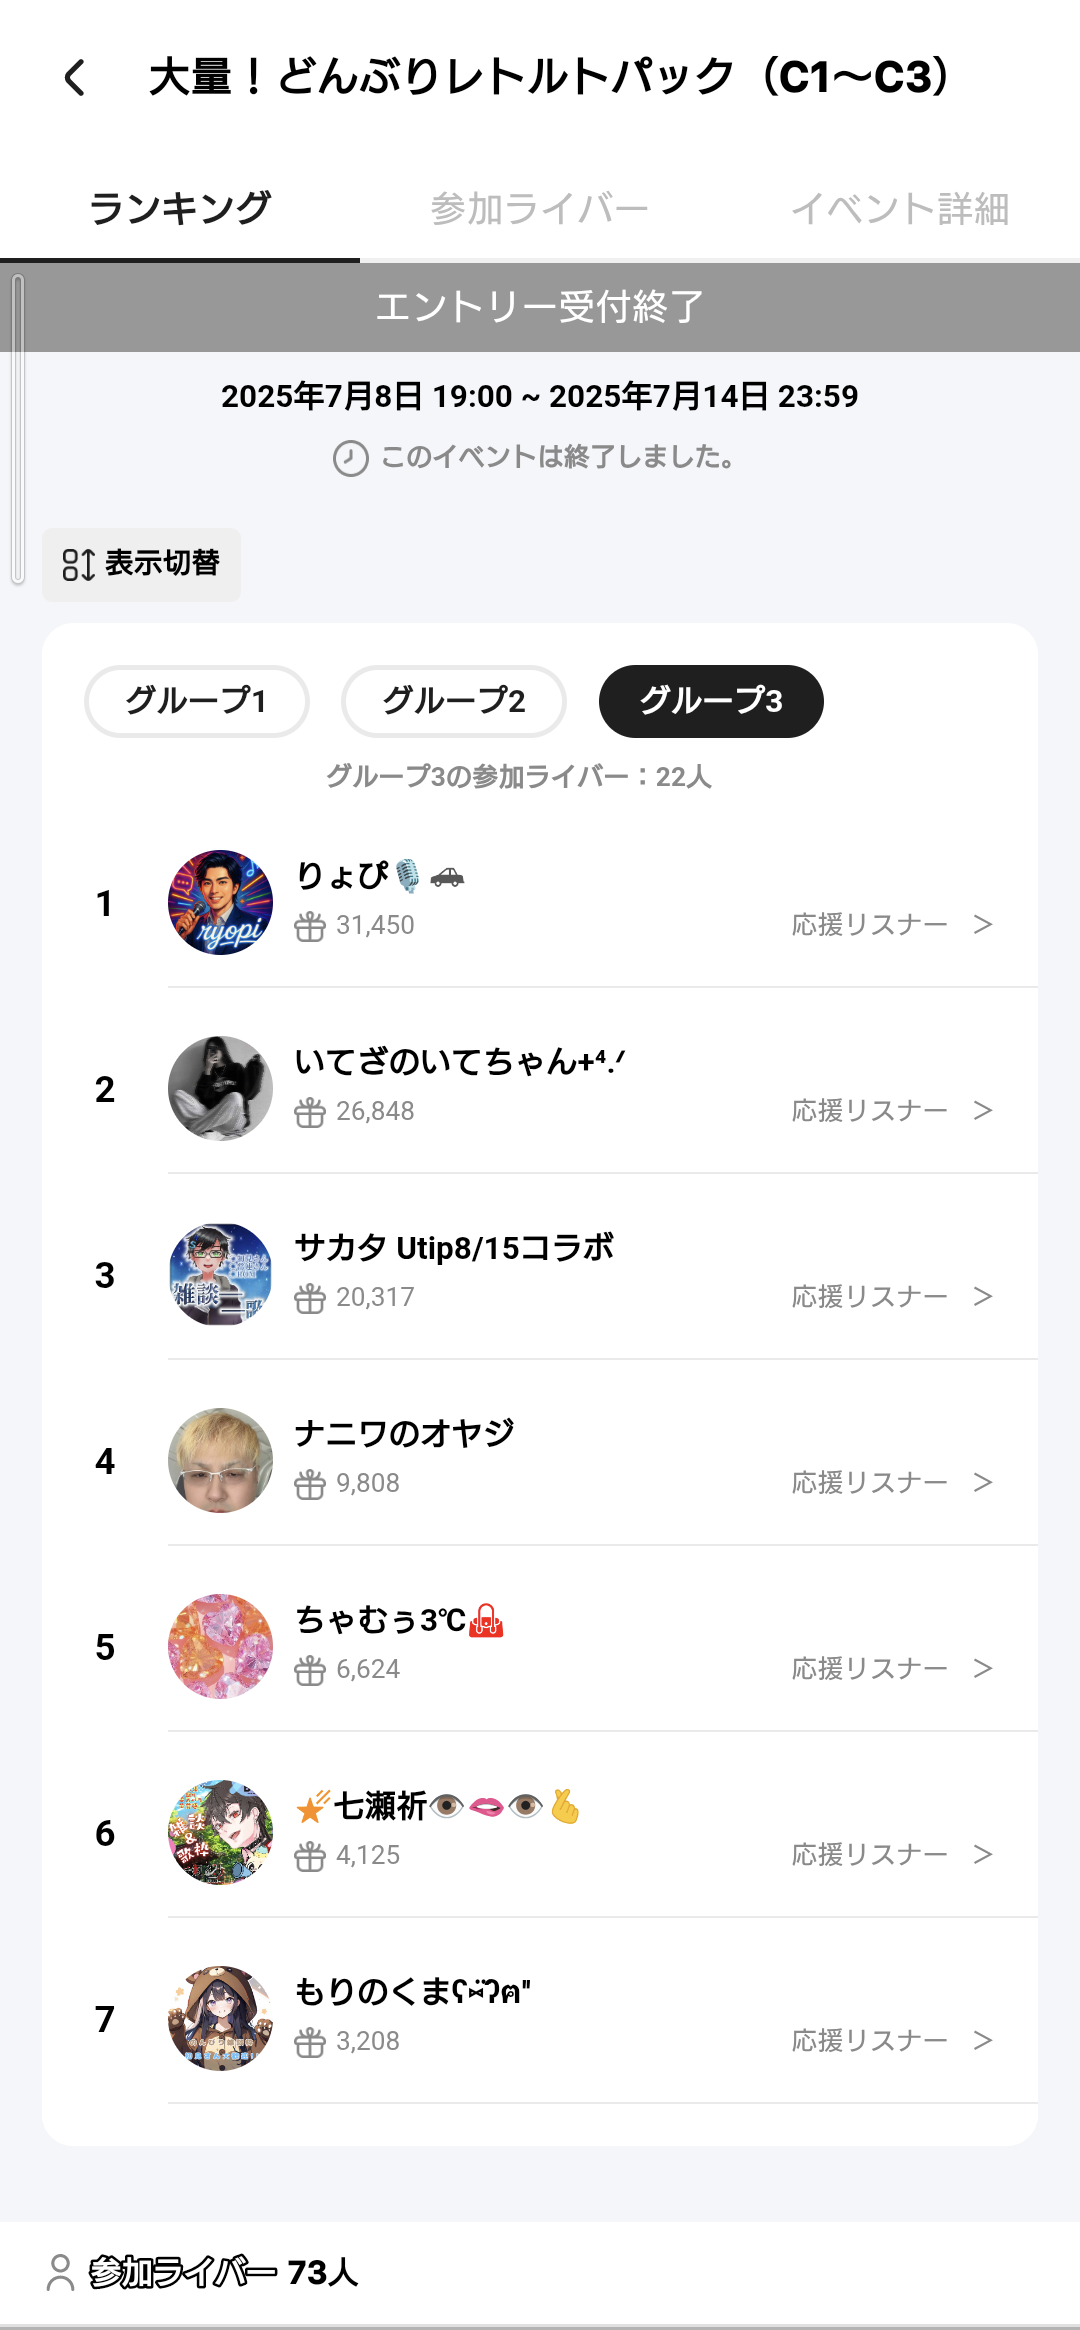 大量！どんぶりレトルトパック（C1〜C3）
ランキング 参加ライバー イベント詳細
エントリー受付終了
2025年7月8日 19:00 ~ 2025年7月14日 23:59
このイベントは終了しました。
表示切替
グループ1 グループ2 グループ3
グループ3の参加ライバー：22人
1
ryopi
りょぴ🎙️🚗
31,450 応援リスナー >
2
いてざのいてちゃん+⁴.ᐟ
26,848 応援リスナー >
3
雑談
サカタ Utip8/15コラボ
20,317 応援リスナー >
4
ナニワのオヤジ
9,808 応援リスナー >
5
ちゃむぅ3℃👜
6,624 応援リスナー >
6
雑談
&
歌枠
🌠七瀬祈👁️🫦👁️🫰
4,125 応援リスナー >
7
もりのくまʕ⑅̈ʔฅ"
3,208 応援リスナー >
参加ライバー 73人